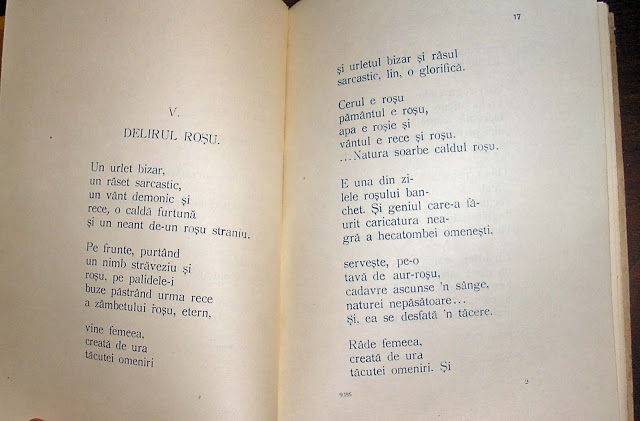 V.
DELIRUL ROȘU.
Un urlet bizar,
un râset sarcastic,
un vânt demonic și
rece, o caldă furtună
și un neant de-un roșu straniu.
Pe frunte, purtând
un nimb străveziu și
roșu, pe palidele-i
buze păstrând urma rece
a zâmbetului roșu, etern,
vine femeea,
creată de ura
tăcutei omeniri
17
și urletul bizar și râsul
sarcastic, lin, o glorifică.
Cerul e roșu
pământul e roșu,
apa e roșie și
vântul e rece și roșu.
...Natura soarbe caldul roșu.
E una din zi-
lele roșului ban-
chet. Și geniul care-a fă-
urit caricatura nea-
gră a hecatombei omenești.
servește, pe-o
tavă de aur-roșu,
cadavre ascunse 'n sânge,
naturei nepăsătoare...
Și, ea se desfată 'n tăcere.
Râde femeea,
creată de ura
tăcutei omeniri. Și
2